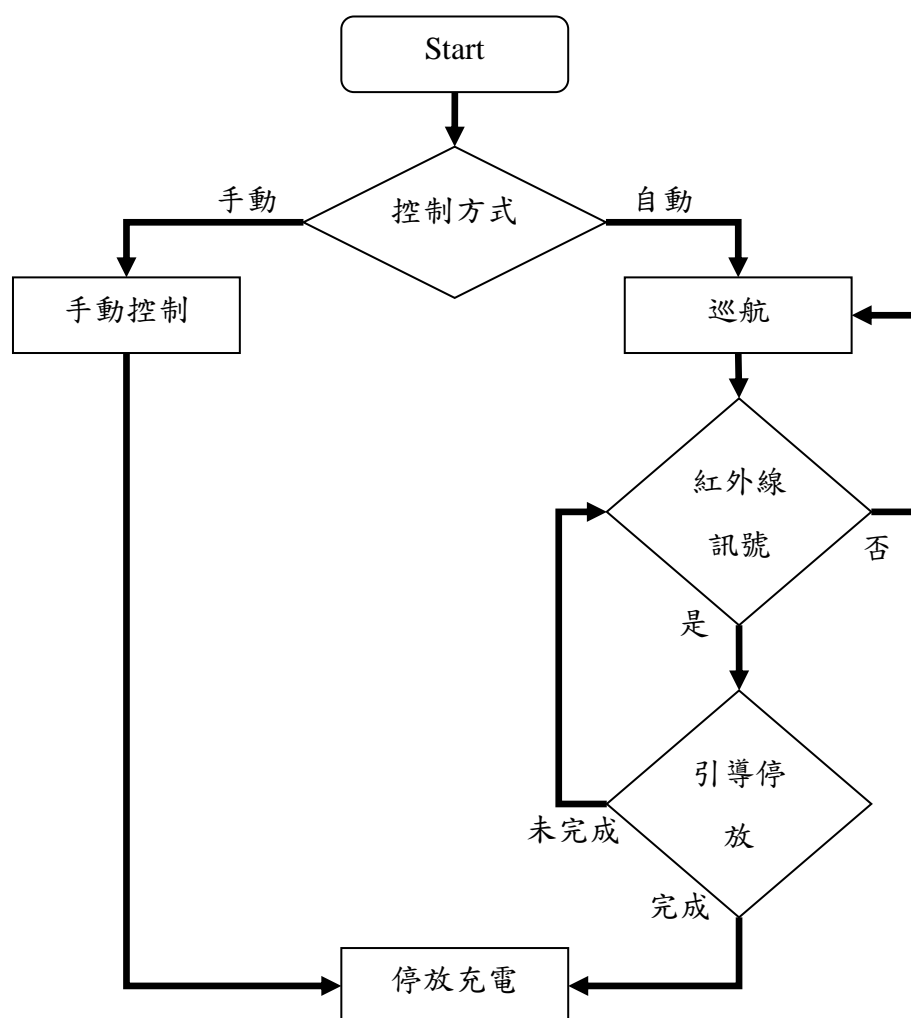 Start
控制方式
手動
自動
手動控制
巡航
紅外線
訊號
否
是
引導停
放
未完成
完成
停放充電